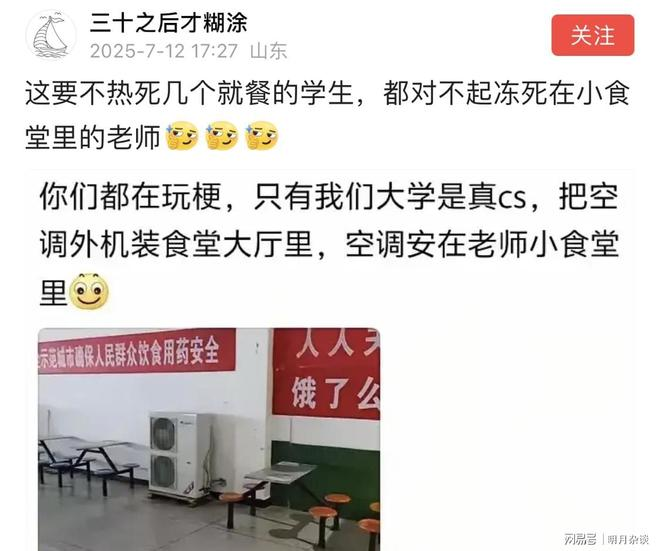 三十之后才糊涂
2025-7-12 17:27 山东
关注
这要不热死几个就餐的学生，都对不起冻死在小食
堂里的老师
你们都在玩梗，只有我们大学是真cs，把空
调外机装食堂大厅里，空调安在老师小食堂
里
示范城市确保人民群众饮食用药安全
人人
饿了么
网易号 | 明月杂谈